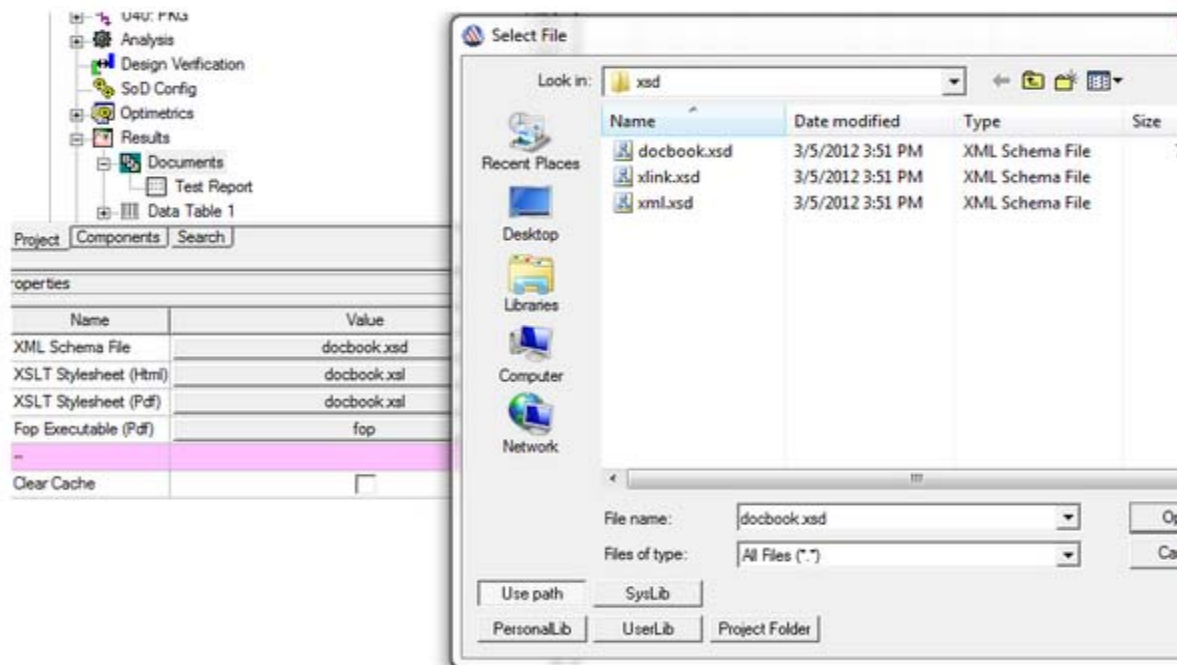 U40: PKG
Analysis
Design Verification
SoD Config
Optimetrics
Results
Documents
Test Report
Data Table 1
Project Components Search
roperties
Name Value
XML Schema File docbook.xsd
XSLT Stylesheet (Html) docbook.xsl
XSLT Stylesheet (Pdf) docbook.xsl
Fop Executable (Pdf) fop
--
Clear Cache
Select File
Look in: xsd
Recent Places
Desktop
Libraries
Computer
Network
Name Date modified Type Size
docbook.xsd 3/5/2012 3:51 PM XML Schema File
xlink.xsd 3/5/2012 3:51 PM XML Schema File
xml.xsd 3/5/2012 3:51 PM XML Schema File
File name: docbook.xsd Op
Files of type: All Files (*.*) Ca
Use path SysLib
PersonalLib UserLib Project Folder